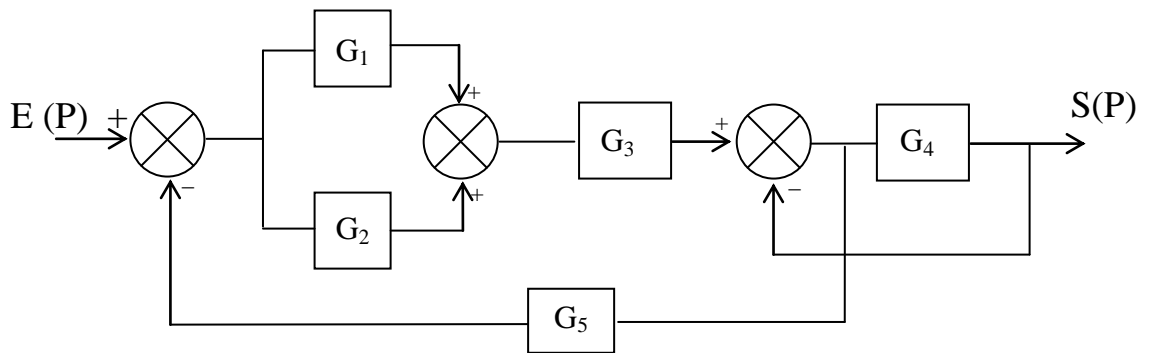 G₁
E (P) +
+
S(P)
G₃
+
G₄
−
+
−
G₂
G₅